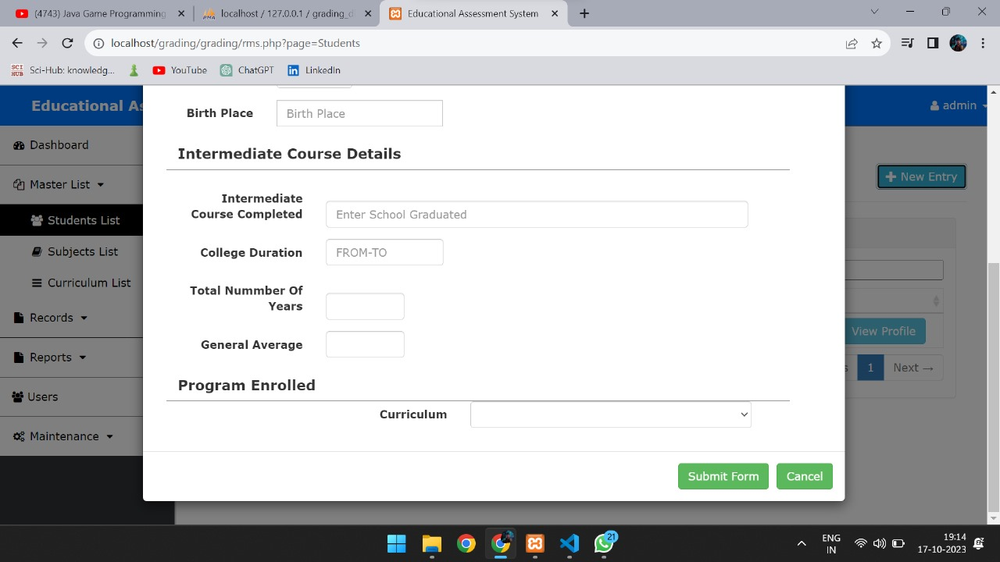 (4743) Java Game Programming
localhost / 127.0.0.1 / grading_d
Educational Assessment System
localhost/grading/grading/rms.php?page=Students
SCI HUB Sci-Hub: knowledg...
YouTube
ChatGPT
LinkedIn
Educational As
admin
Birth Place
Birth Place
Dashboard
Intermediate Course Details
New Entry
Master List
Intermediate
Course Completed
Enter School Graduated
Students List
Subjects List
College Duration
FROM-TO
Curriculum List
Total Nummber Of
Years
Records
View Profile
General Average
Reports
s 1 Next →
Program Enrolled
Users
Curriculum
Maintenance
Submit Form
Cancel
21
ENG
IN
19:14
17-10-2023